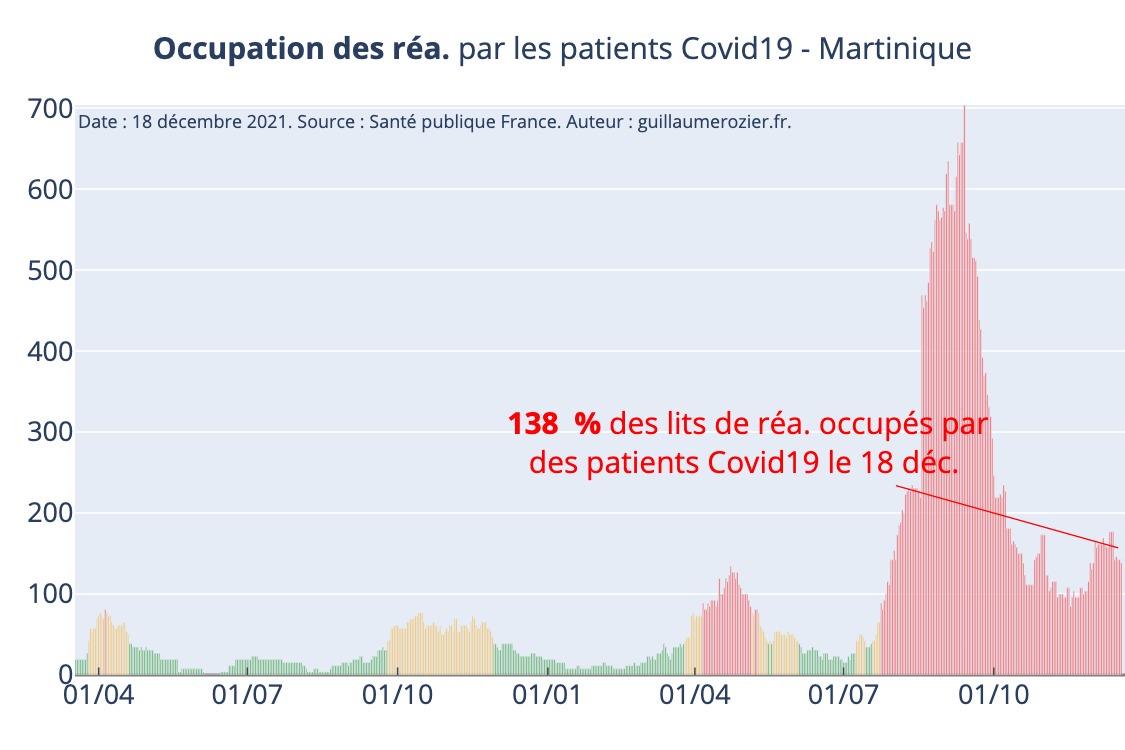 Occupation des réa. par les patients Covid19 - Martinique
700
Date : 18 décembre 2021. Source : Santé publique France. Auteur : guillaumerozier.fr.
600
500
400
300
138 % des lits de réa. occupés par
des patients Covid19 le 18 déc.
200
100
0
01/04 01/07 01/10 01/01 01/04 01/07 01/10